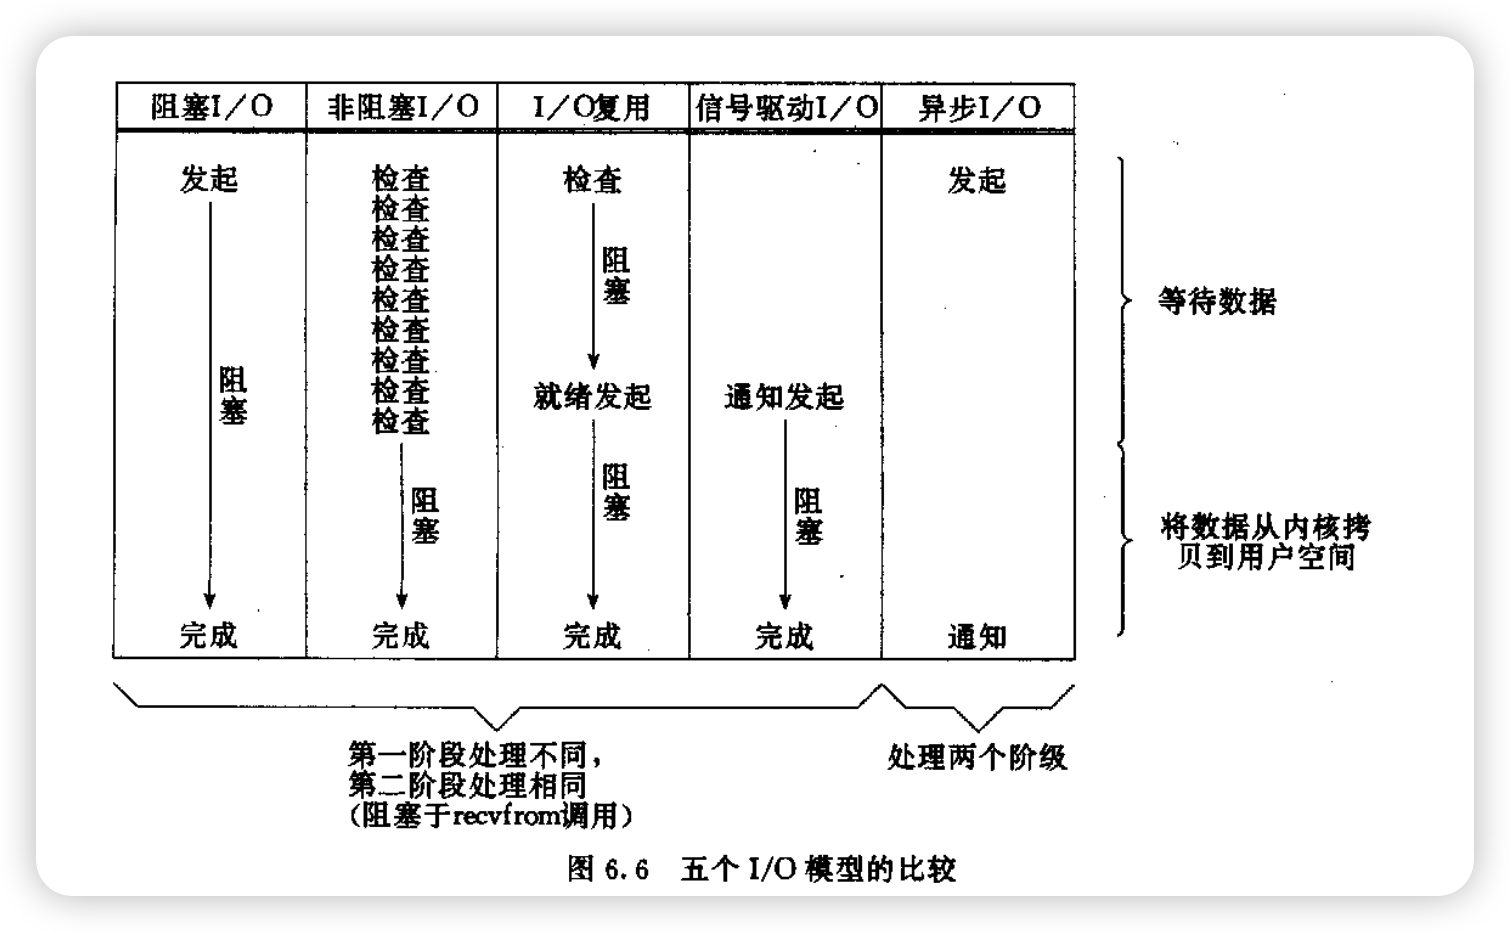 阻塞I/O 非阻塞I/O I/O复用 信号驱动I/O 异步I/O
发起 检查 检查 发起
检查
检查
检查
检查
检查
检查
检查
检查
阻塞
阻塞
就绪发起 通知发起
阻塞
阻塞
阻塞
完成 完成 完成 完成 通知
等待数据
将数据从内核拷
贝到用户空间
第一阶段处理不同，
第二阶段处理相同
(阻塞于recvfrom调用)
处理两个阶级
图 6.6 五个 I/O 模型的比较